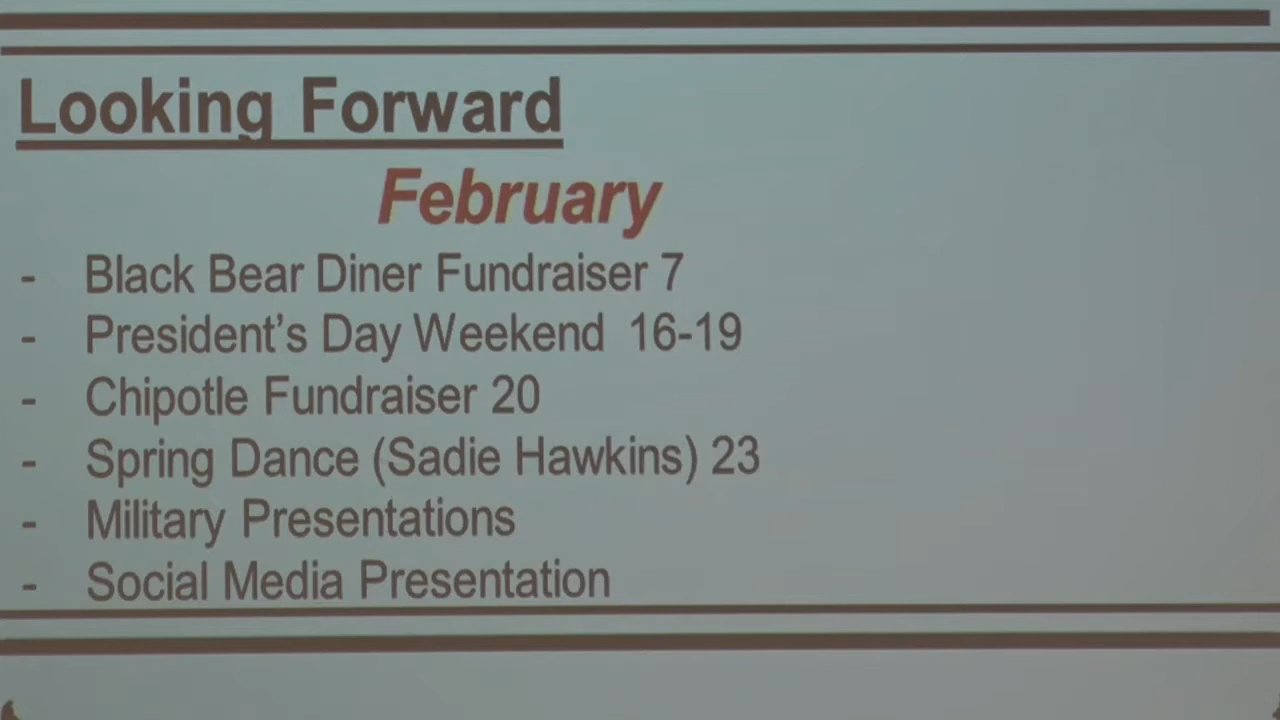 Looking Forward
February
- Black Bear Diner Fundraiser 7
- President's Day Weekend 16-19
- Chipotle Fundraiser 20
- Spring Dance (Sadie Hawkins) 23
- Military Presentations
- Social Media Presentation